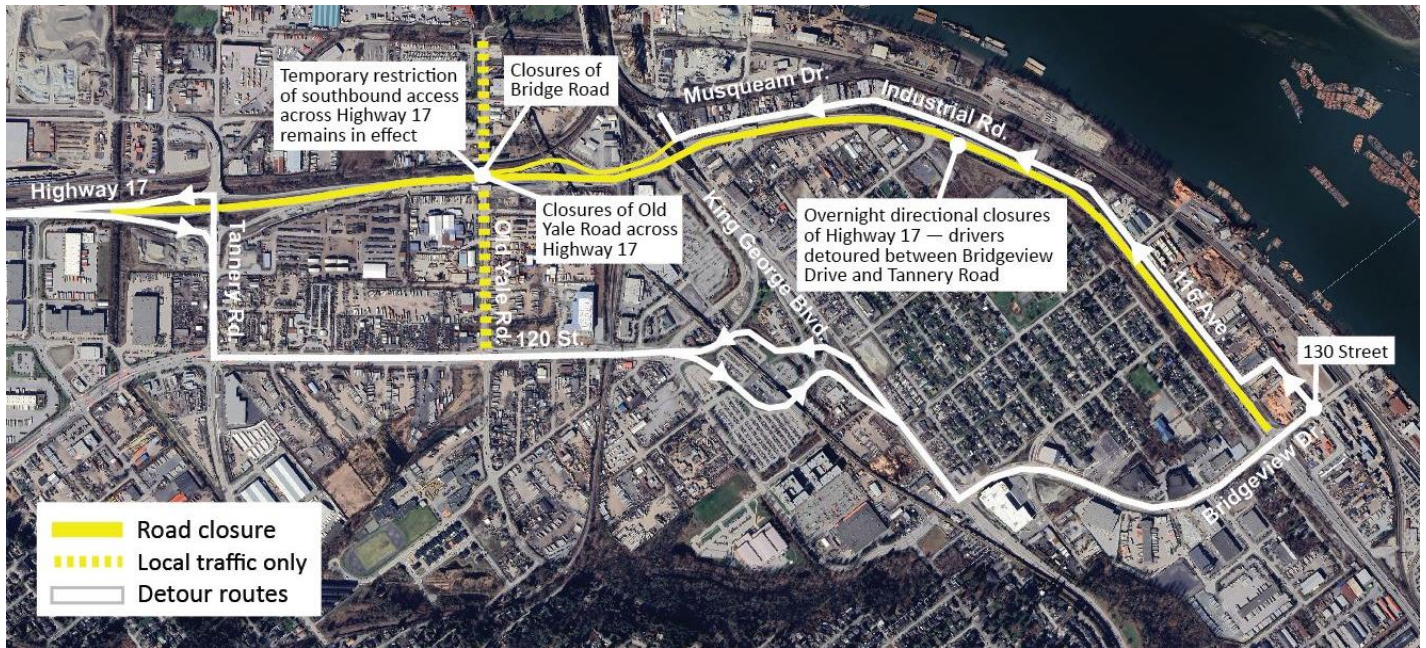 Temporary restriction
of southbound access
across Highway 17
remains in effect
Closures of
Bridge Road
Musqueam Dr.
Industrial Rd.
Highway 17
Tannery Rd.
Old Yale Rd.
Closures of Old
Yale Road across
Highway 17
King George Blvd.
Overnight directional closures
of Highway 17 — drivers
detoured between Bridgeview
Drive and Tannery Road
116 Ave
120 St.
130 Street
Bridgeview Dr.
Road closure
Local traffic only
Detour routes